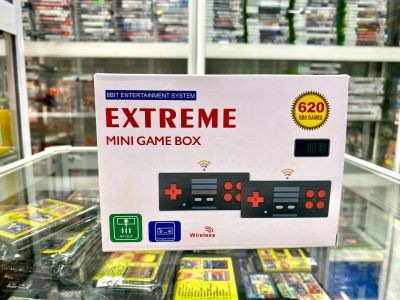 8BIT ENTERTAINMENT SYSTEM
EXTREME
MINI GAME BOX
620
8Bit GAMES
Wireless